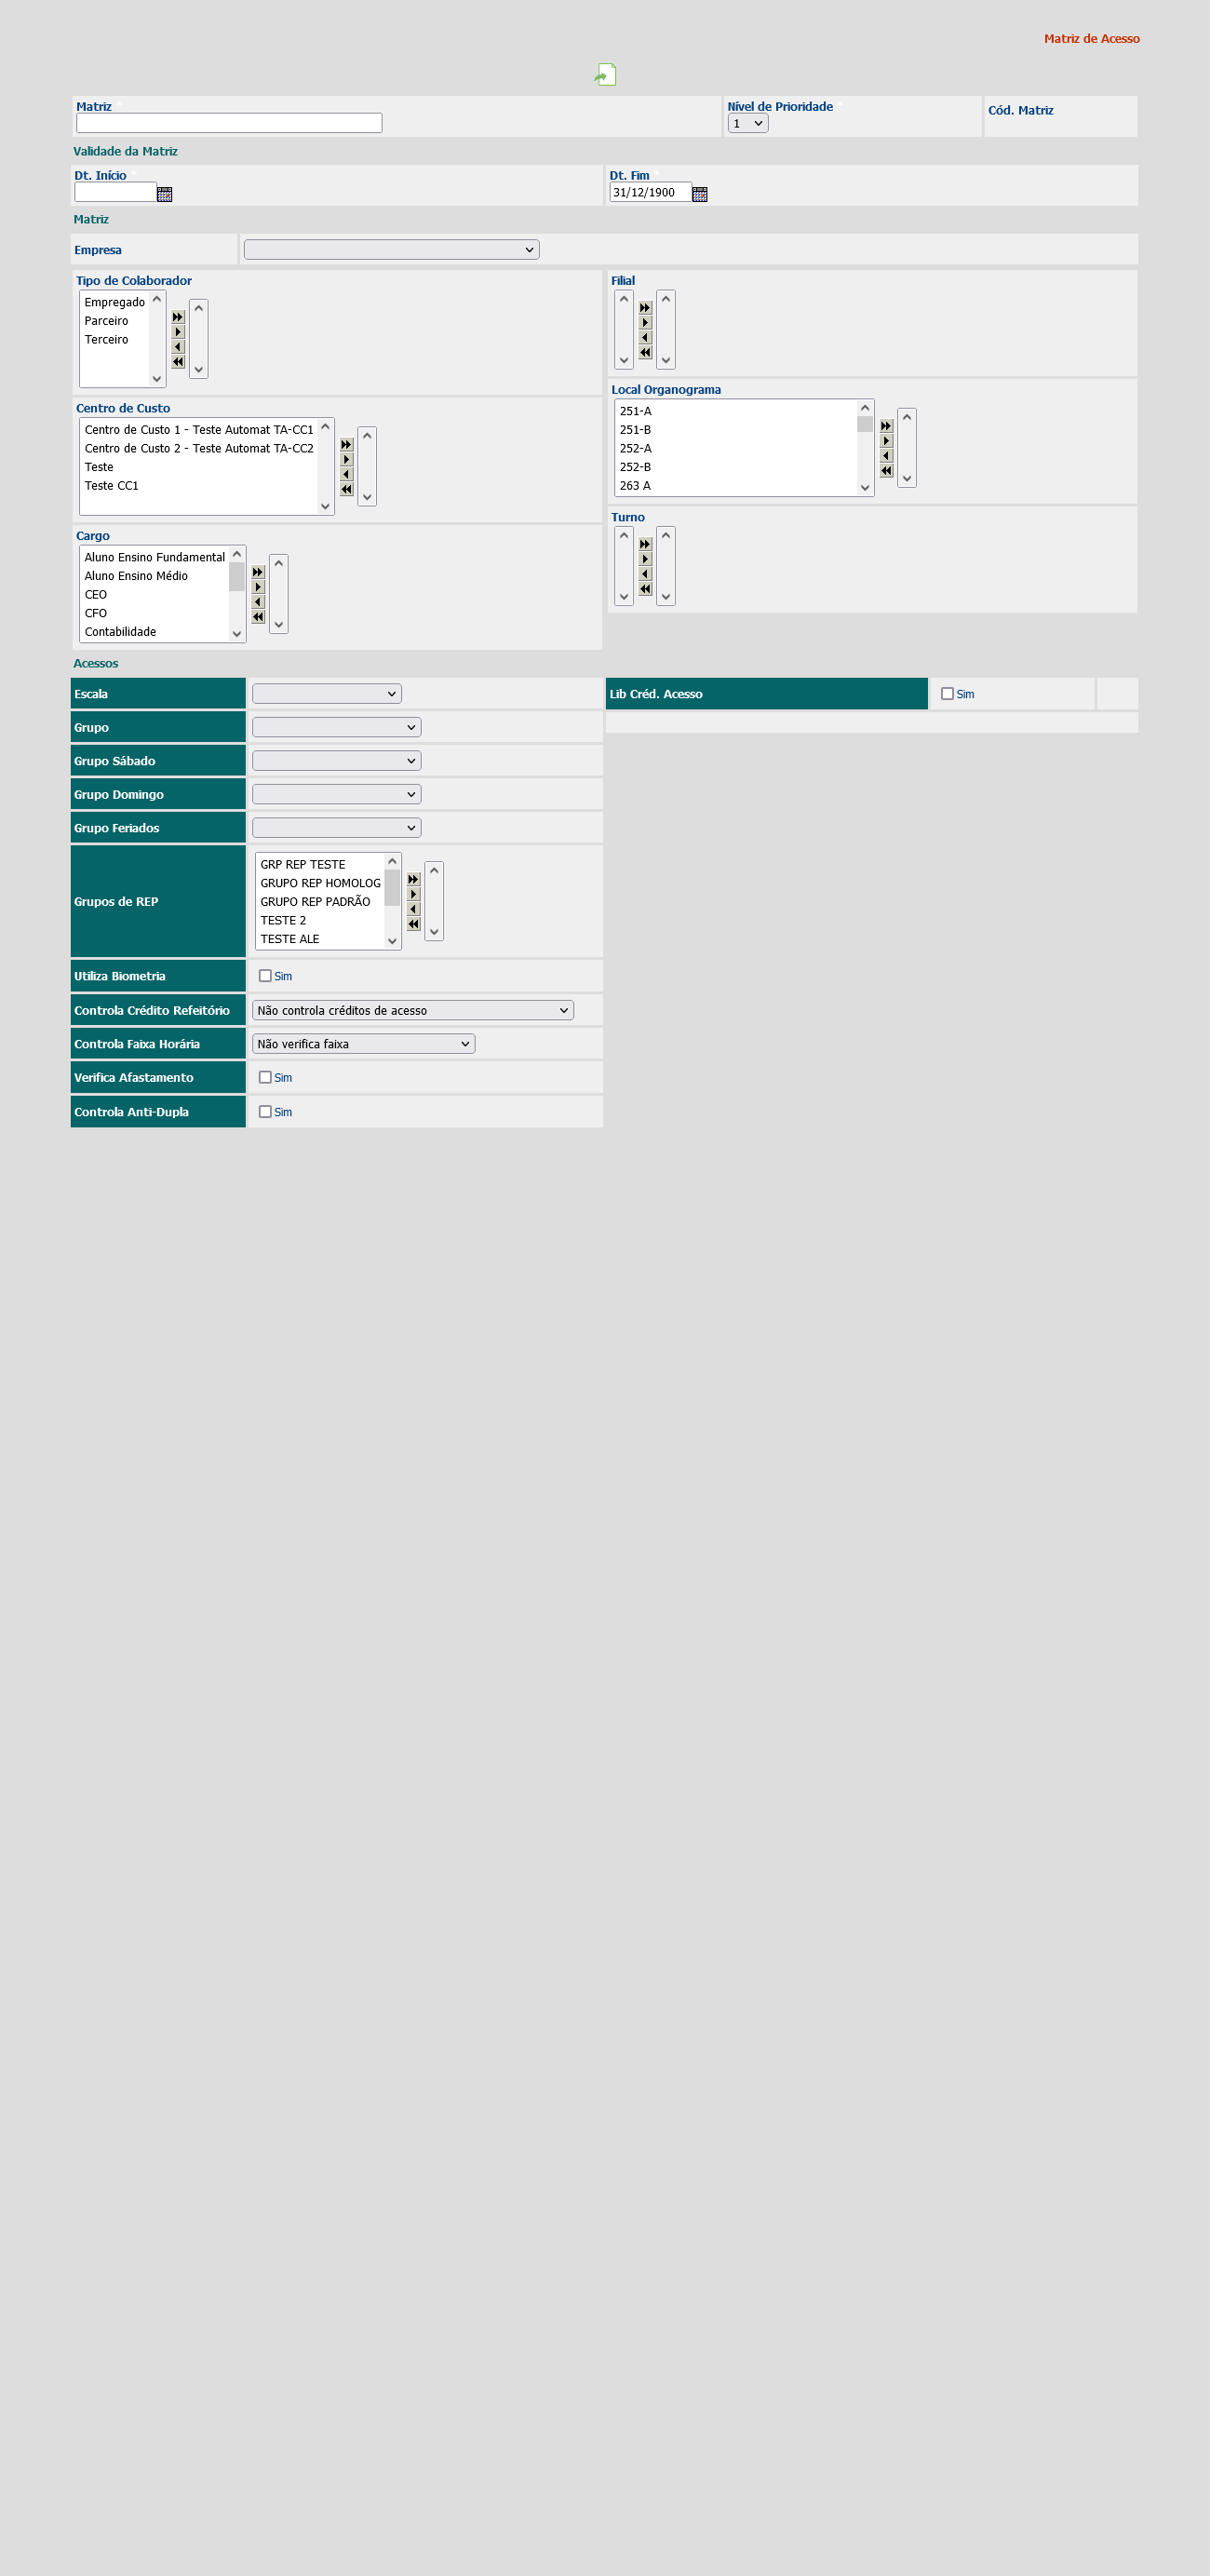 Matriz de Acesso
Matriz *
Nível de Prioridade *
1
Cód. Matriz
Validade da Matriz
Dt. Início *
Dt. Fim *
31/12/1900
Matriz
Empresa
Tipo de Colaborador
Empregado
Parceiro
Terceiro
Filial
Centro de Custo
Centro de Custo 1 - Teste Automat TA-CC1
Centro de Custo 2 - Teste Automat TA-CC2
Teste
Teste CC1
Local Organograma
251-A
251-B
252-A
252-B
263 A
Cargo
Aluno Ensino Fundamental
Aluno Ensino Médio
CEO
CFO
Contabilidade
Turno
Acessos
Escala
Lib Créd. Acesso
Sim
Grupo
Grupo Sábado
Grupo Domingo
Grupo Feriados
Grupos de REP
GRP REP TESTE
GRUPO REP HOMOLOG
GRUPO REP PADRÃO
TESTE 2
TESTE ALE
Utiliza Biometria
Sim
Controla Crédito Refeitório
Não controla créditos de acesso
Controla Faixa Horária
Não verifica faixa
Verifica Afastamento
Sim
Controla Anti-Dupla
Sim